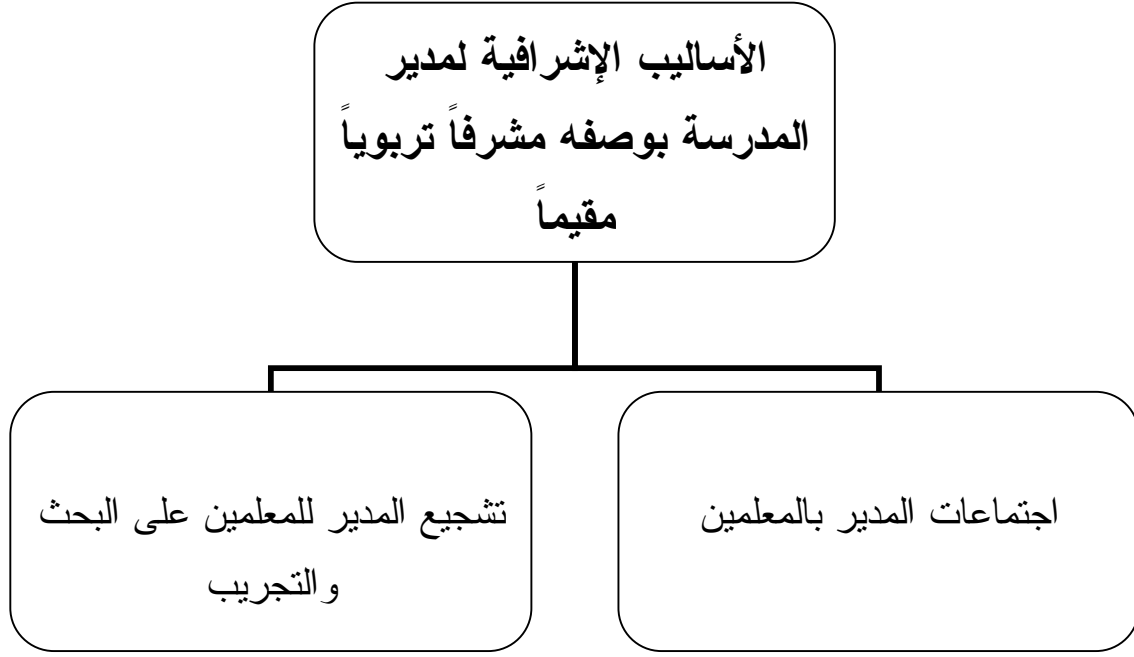 الأساليب الإشرافية لمدير
المدرسة بوصفه مشرفاً تربوياً
مقيماً
اجتماعات المدير بالمعلمين
تشجيع المدير للمعلمين على البحث
والتجريب